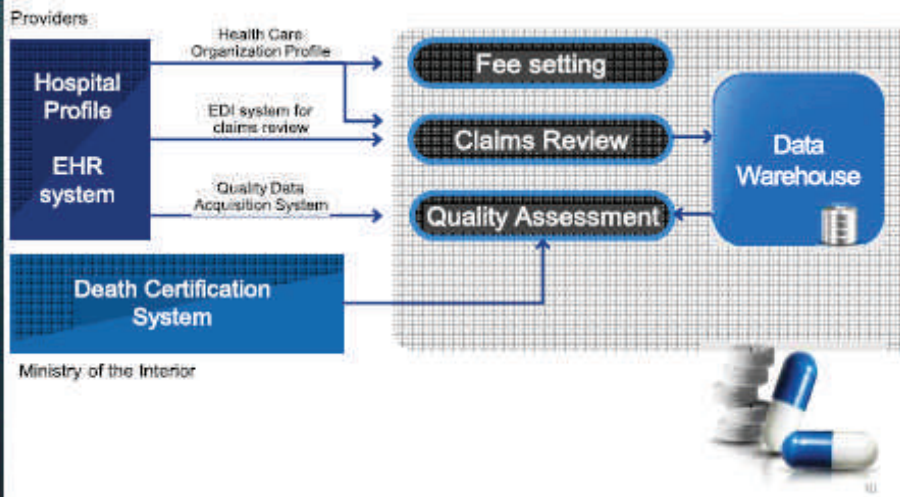 Providers
Health Care
Organization Profile
Hospital
Profile
EHR
system
EDI system for
claims review
Quality Data
Acquisition System
Fee setting
Claims Review
Quality Assessment
Data
Warehouse
Death Certification
System
Ministry of the Interior